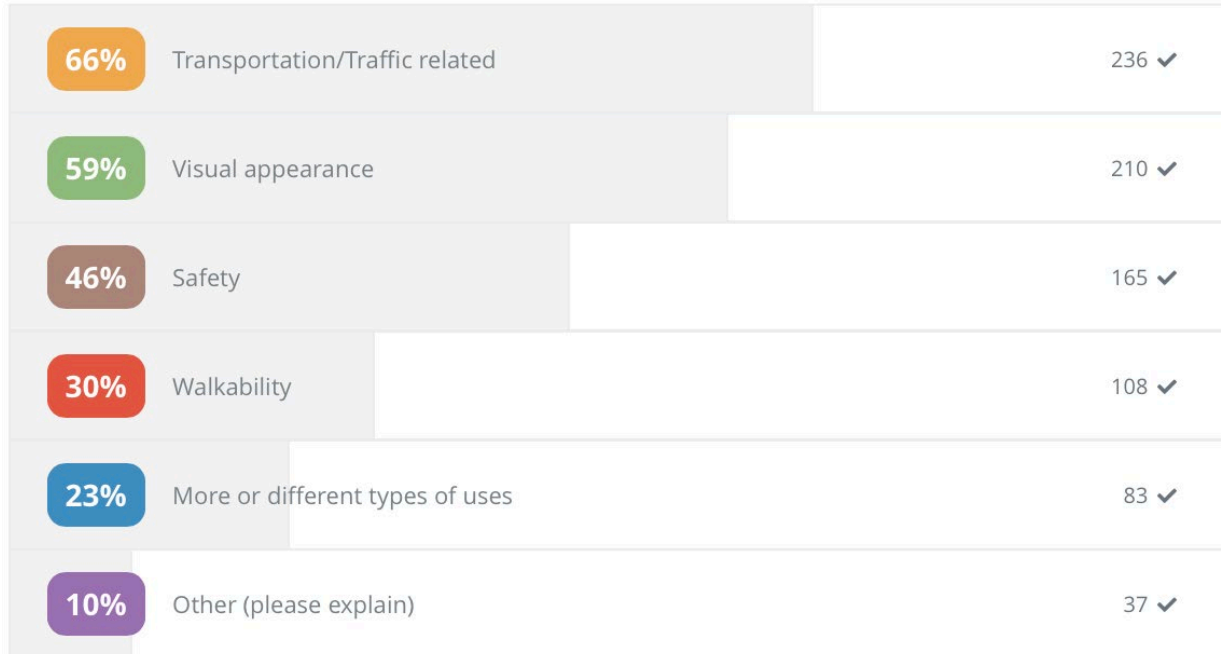 66% Transportation/Traffic related 236
59% Visual appearance 210
46% Safety 165
30% Walkability 108
23% More or different types of uses 83
10% Other (please explain) 37